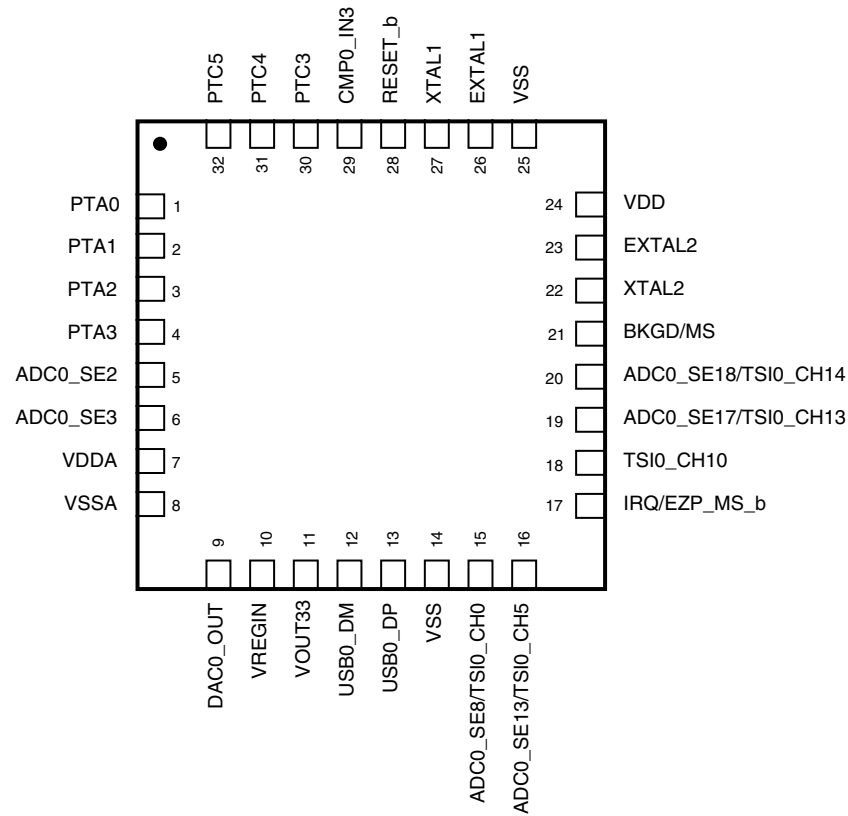 PTC5
PTC4
PTC3
CMP0_IN3
RESET_b
XTAL1
EXTAL1
VSS
32
31
30
29
28
27
26
25
PTA0 1
PTA1 2
PTA2 3
PTA3 4
ADC0_SE2 5
ADC0_SE3 6
VDDA 7
VSSA 8
24 VDD
23 EXTAL2
22 XTAL2
21 BKGD/MS
20 ADC0_SE18/TSI0_CH14
19 ADC0_SE17/TSI0_CH13
18 TSI0_CH10
17 IRQ/EZP_MS_b
9
10
11
12
13
14
15
16
DAC0_OUT
VREGIN
VOUT33
USB0_DM
USB0_DP
VSS
ADC0_SE8/TSI0_CH0
ADC0_SE13/TSI0_CH5